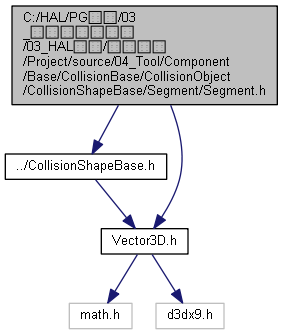 C:/HAL/PG□□/03
_□□□□□□□
/03_HAL□□/□□□□
/Project/source/04_Tool/Component
/Base/CollisionBase/CollisionObject
/CollisionShapeBase/Segment/Segment.h
../CollisionShapeBase.h
Vector3D.h
math.h
d3dx9.h